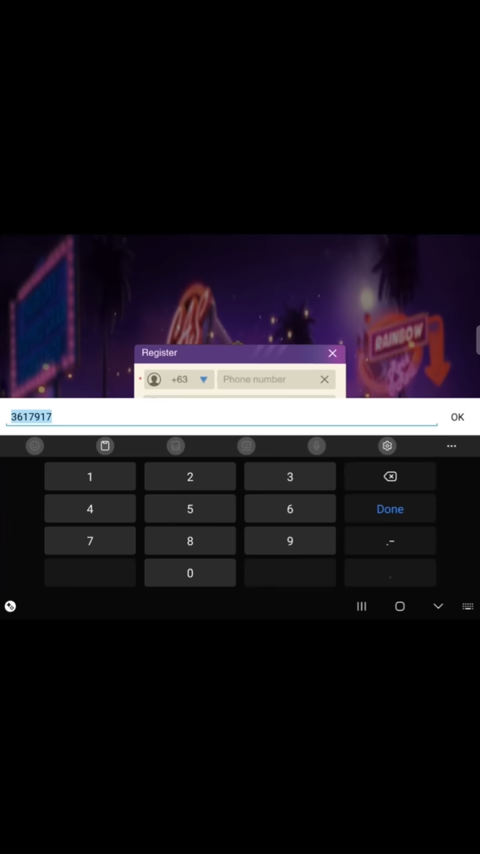 RAINBOW
Register
+63 Phone number
3617917 OK
1 2 3
4 5 6 Done
7 8 9 .-
0 .